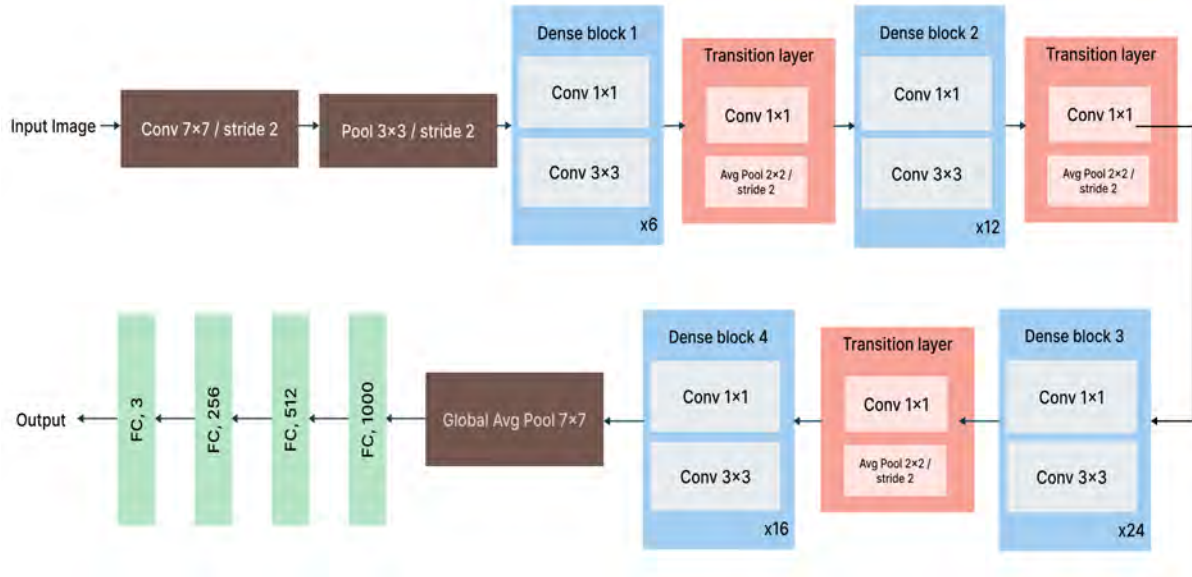 Input Image
Conv 7×7 / stride 2
Pool 3×3 / stride 2
Dense block 1
Conv 1×1
Conv 3×3
x6
Transition layer
Conv 1×1
Avg Pool 2×2 /
stride 2
Dense block 2
Conv 1×1
Conv 3×3
x12
Transition layer
Conv 1×1
Avg Pool 2×2 /
stride 2
Dense block 3
Conv 1×1
Conv 3×3
x24
Transition layer
Conv 1×1
Avg Pool 2×2 /
stride 2
Dense block 4
Conv 1×1
Conv 3×3
x16
Global Avg Pool 7×7
FC, 1000
FC, 512
FC, 256
FC, 3
Output